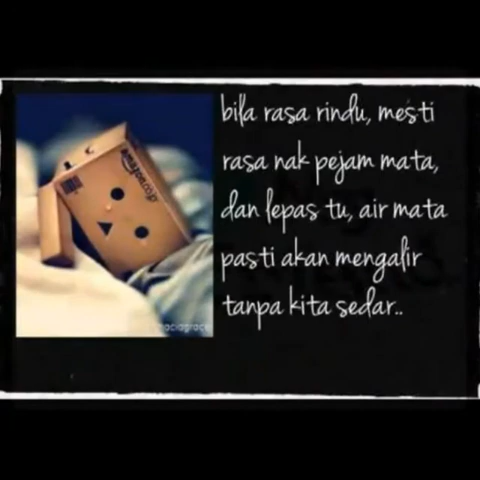 bila rasa rindu, mesti
rasa nak pejam mata,
dan lepas tu, air mata
pasti akan mengalir
tanpa kita sedar..